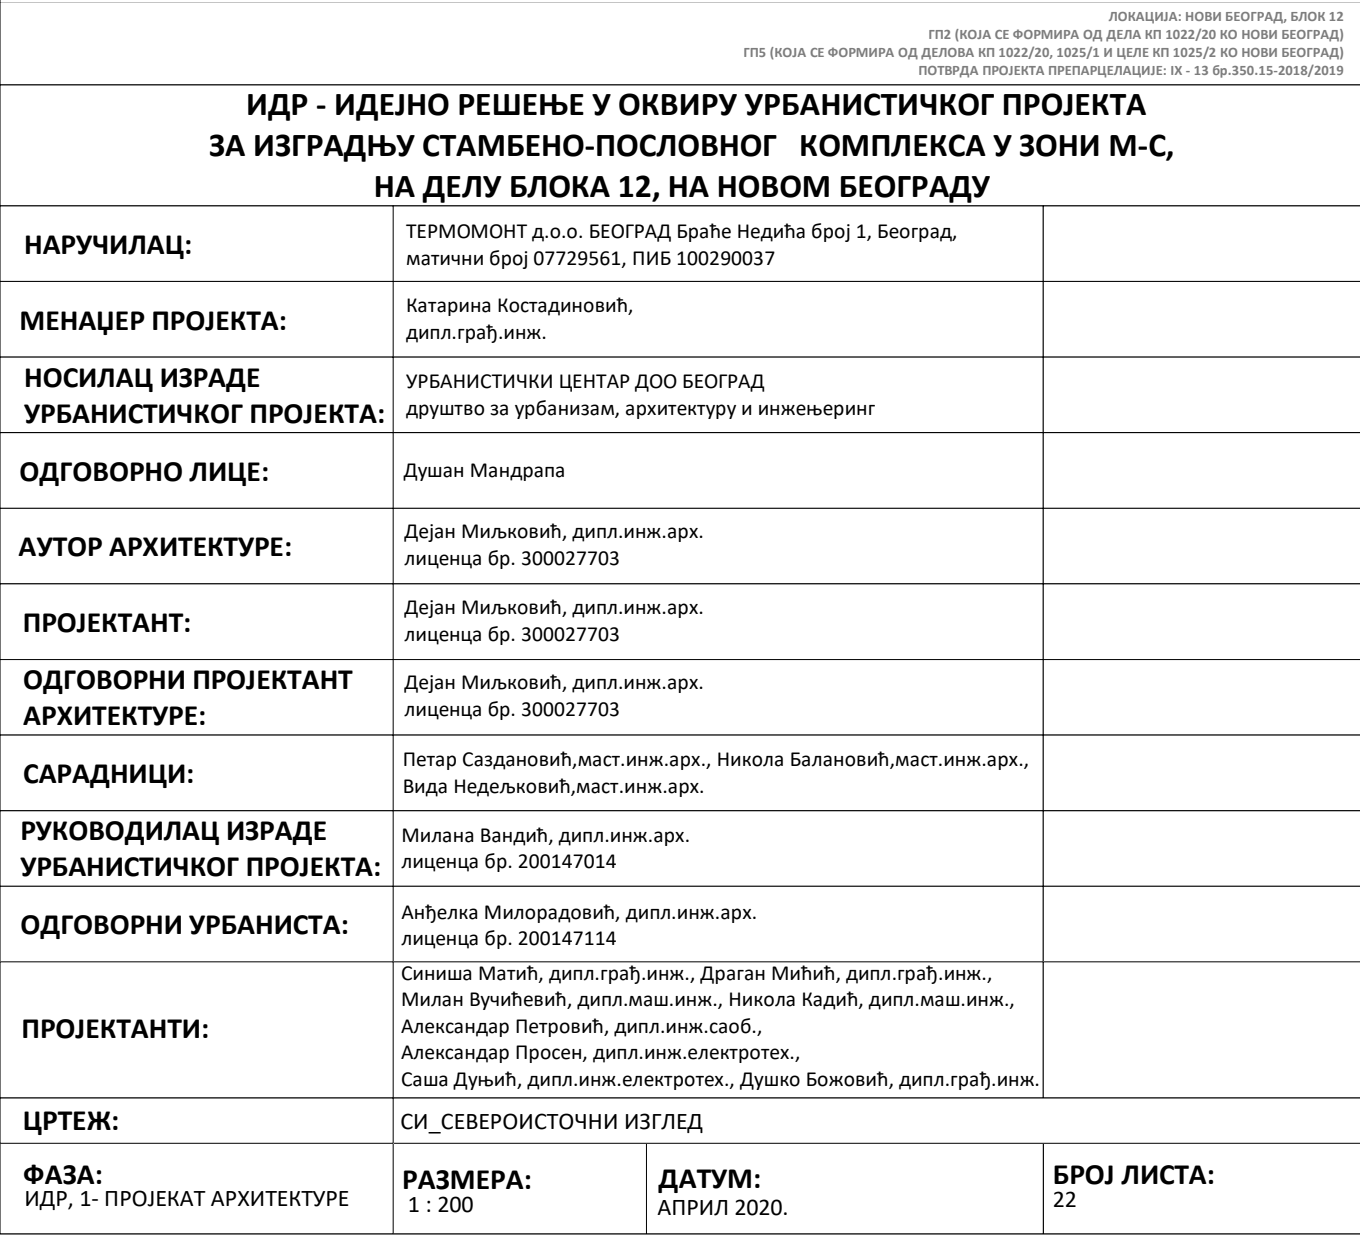 ЛОКАЦИЈА: НОВИ БЕОГРАД, БЛОК 12
ГП2 (КОЈА СЕ ФОРМИРА ОД ДЕЛА КП 1022/20 КО НОВИ БЕОГРАД)
ГП5 (КОЈА СЕ ФОРМИРА ОД ДЕЛОВА КП 1022/20, 1025/1 И ЦЕЛЕ КП 1025/2 КО НОВИ БЕОГРАД)
ПОТВРДА ПРОЈЕКТА ПРЕПАРЦЕЛАЦИЈЕ: IX - 13 бр.350.15-2018/2019
ИДР - ИДЕЈНО РЕШЕЊЕ У ОКВИРУ УРБАНИСТИЧКОГ ПРОЈЕКТА
ЗА ИЗГРАДЊУ СТАМБЕНО-ПОСЛОВНОГ КОМПЛЕКСА У ЗОНИ М-С,
НА ДЕЛУ БЛОКА 12, НА НОВОМ БЕОГРАДУ
НАРУЧИЛАЦ:
ТЕРМОМОНТ д.о.о. БЕОГРАД Браће Недића број 1, Београд,
матични број 07729561, ПИБ 100290037
МЕНАЏЕР ПРОЈЕКТА:
Катарина Костадиновић,
дипл.грађ.инж.
НОСИЛАЦ ИЗРАДЕ
УРБАНИСТИЧКОГ ПРОЈЕКТА:
УРБАНИСТИЧКИ ЦЕНТАР ДОО БЕОГРАД
друштво за урбанизам, архитектуру и инжењеринг
ОДГОВОРНО ЛИЦЕ:
Душан Мандрапа
АУТОР АРХИТЕКТУРЕ:
Дејан Миљковић, дипл.инж.арх.
лиценца бр. 300027703
ПРОЈЕКТАНТ:
Дејан Миљковић, дипл.инж.арх.
лиценца бр. 300027703
ОДГОВОРНИ ПРОЈЕКТАНТ
АРХИТЕКТУРЕ:
Дејан Миљковић, дипл.инж.арх.
лиценца бр. 300027703
САРАДНИЦИ:
Петар Саздановић,маст.инж.арх., Никола Балановић,маст.инж.арх.,
Вида Недељковић,маст.инж.арх.
РУКОВОДИЛАЦ ИЗРАДЕ
УРБАНИСТИЧКОГ ПРОЈЕКТА:
Милана Вандић, дипл.инж.арх.
лиценца бр. 200147014
ОДГОВОРНИ УРБАНИСТА:
Анђелка Милорадовић, дипл.инж.арх.
лиценца бр. 200147114
ПРОЈЕКТАНТИ:
Синиша Матић, дипл.грађ.инж., Драган Мићић, дипл.грађ.инж.,
Милан Вучићевић, дипл.маш.инж., Никола Кадић, дипл.маш.инж.,
Александар Петровић, дипл.инж.саоб.,
Александар Просен, дипл.инж.електротех.,
Саша Дуњић, дипл.инж.електротех., Душко Божовић, дипл.грађ.инж.
ЦРТЕЖ:
СИ_СЕВЕРОИСТОЧНИ ИЗГЛЕД
ФАЗА:
ИДР, 1- ПРОЈЕКАТ АРХИТЕКТУРЕ
РАЗМЕРА:
1 : 200
ДАТУМ:
АПРИЛ 2020.
БРОЈ ЛИСТА:
22